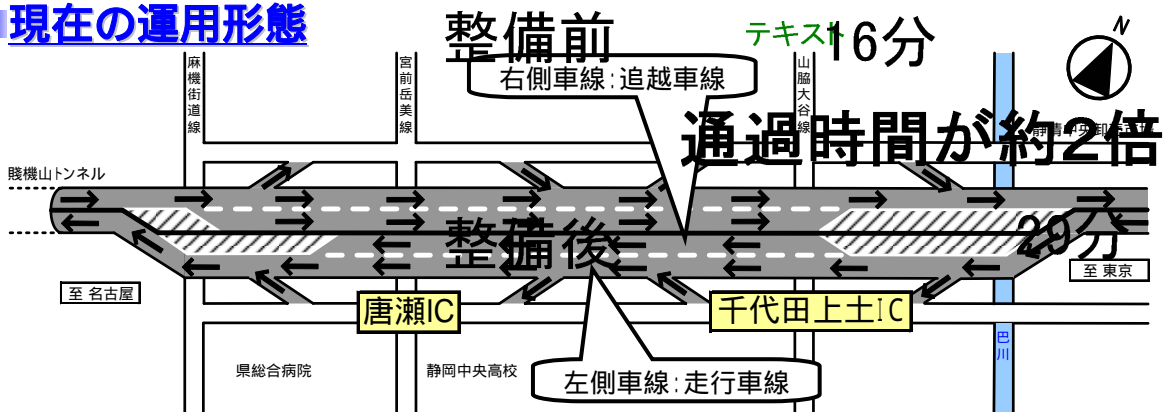 現在の運用形態
整備前
テキスト
16分
N
麻機街道線
宮前岳美線
山脇大谷線
右側車線:追越車線
通過時間が約2倍
賤機山トンネル
整備後
29分
至 名古屋
至 東京
唐瀬IC
千代田上土IC
巴川
県総合病院
静岡中央高校
左側車線:走行車線